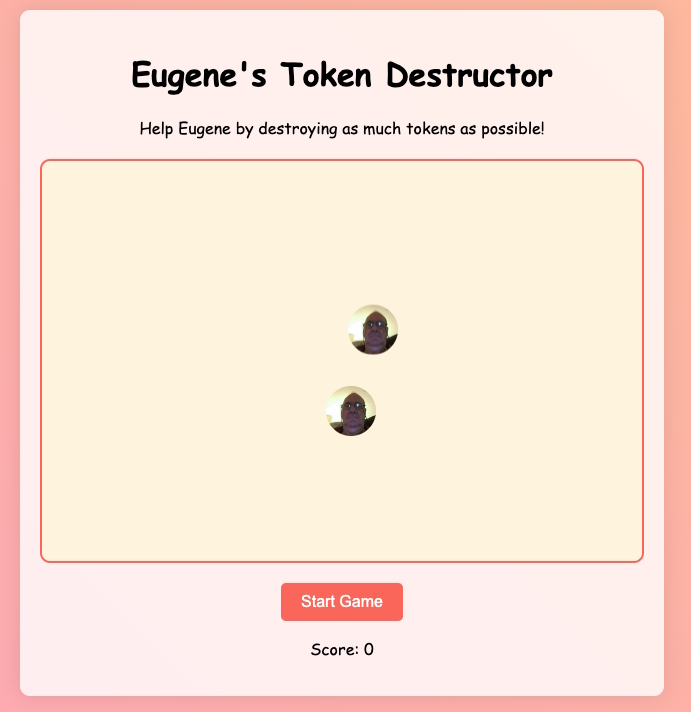 Eugene's Token Destructor
Help Eugene by destroying as much tokens as possible!
Start Game
Score: 0